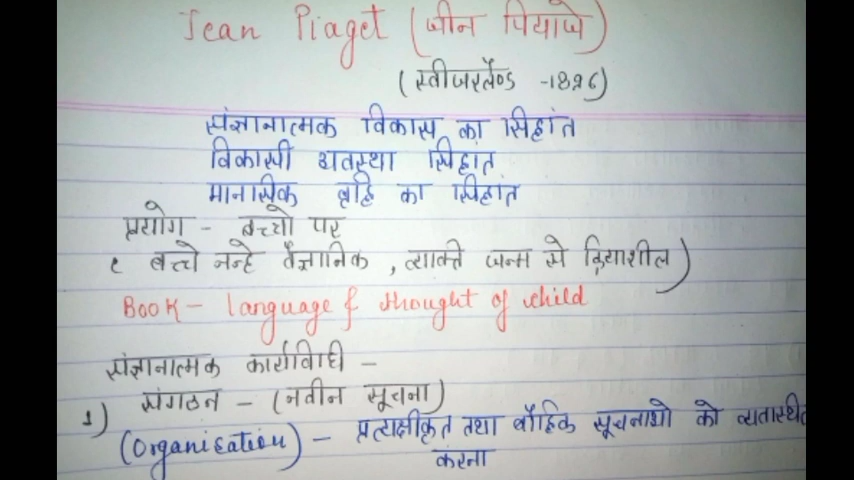 Jean Piaget (जीन पियाजे)
(स्वीजरलैण्ड -1896)
संज्ञानात्मक विकास का सिद्धांत
विकासी अवस्था सिद्धांत
मानसिक बुद्धि का सिद्धांत
प्रयोग - बच्चो पर
( बच्चे नन्हे वैज्ञानिक , व्यक्ति जन्म से क्रियाशील )
Book - language & thought of child
संज्ञानात्मक कार्यविधी -
1) संगठन - (नवीन सूचना)
(Organisation) - प्रत्यक्षीकृत तथा बौद्धिक सूचनाओ को व्यवस्थित
करना